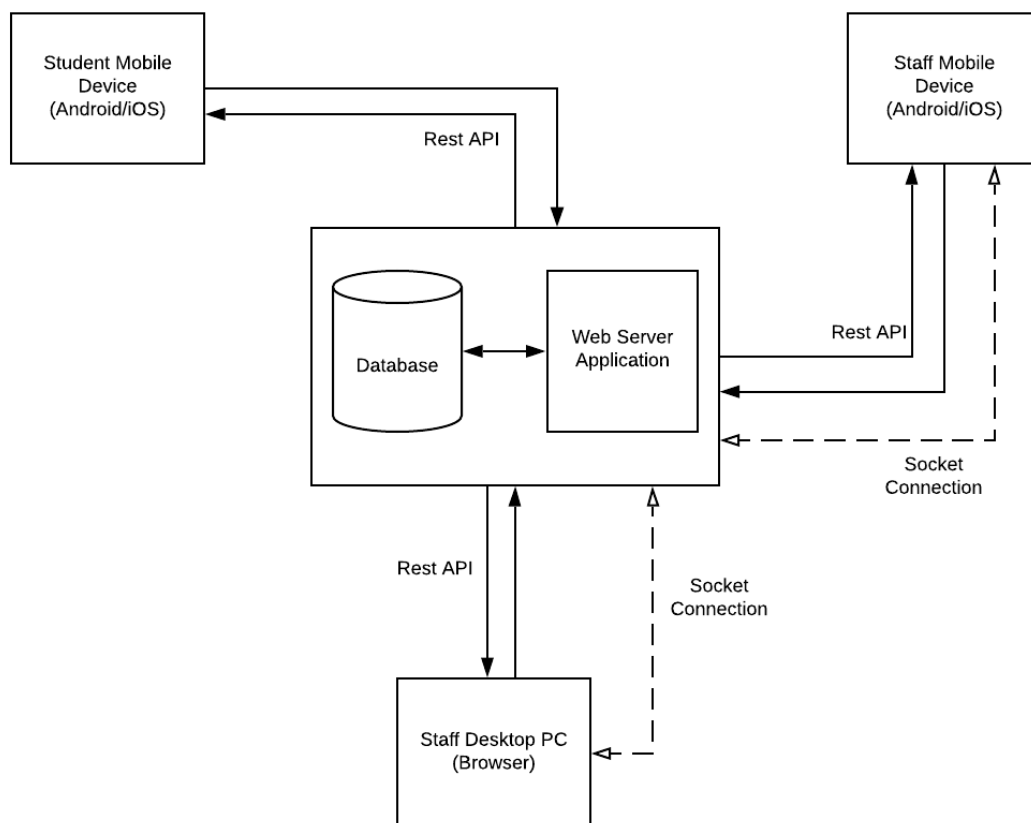 Student Mobile
Device
(Android/iOS)
Staff Mobile
Device
(Android/iOS)
Rest API
Database
Web Server
Application
Rest API
Socket
Connection
Rest API
Socket
Connection
Staff Desktop PC
(Browser)